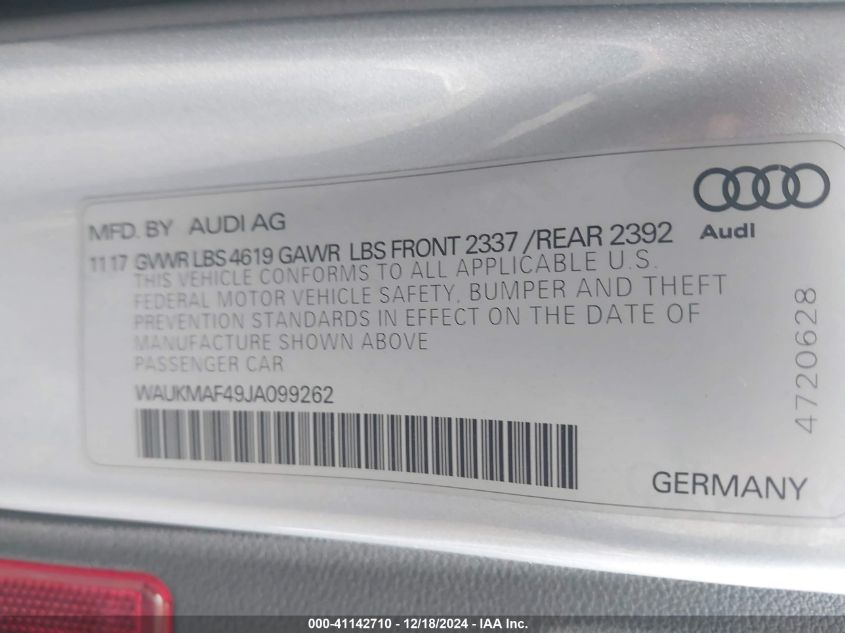 MFD. BY AUDI AG
11 17 GVWR LBS 4619 GAWR LBS FRONT 2337 /REAR 2392
THIS VEHICLE CONFORMS TO ALL APPLICABLE U.S.
FEDERAL MOTOR VEHICLE SAFETY, BUMPER AND THEFT
PREVENTION STANDARDS IN EFFECT ON THE DATE OF
MANUFACTURE SHOWN ABOVE
PASSENGER CAR
WAUKMAF49JA099262
Audi
4720628
GERMANY
000-41142710 - 12/18/2024 - IAA Inc.